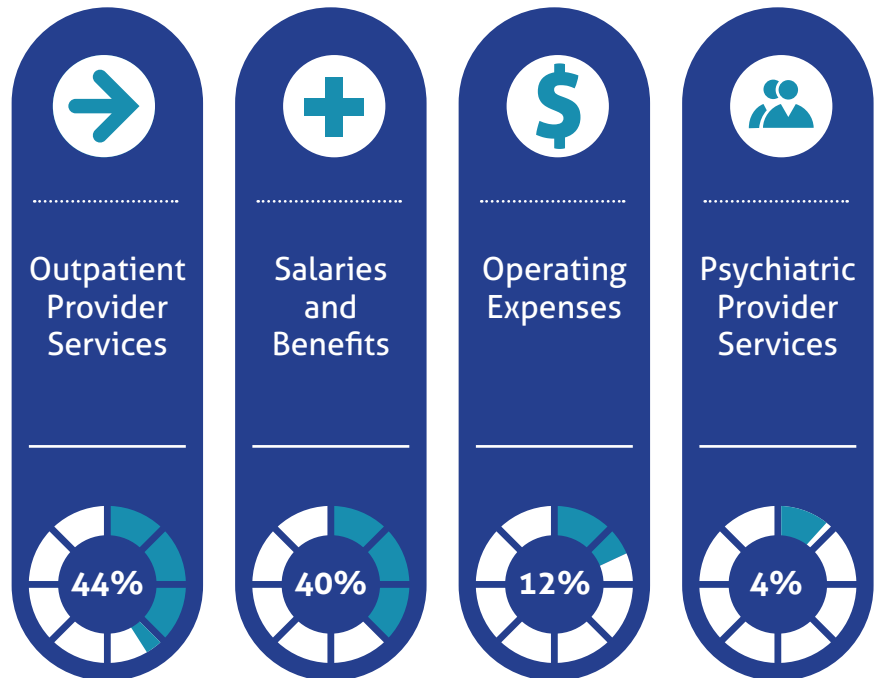 $
Outpatient
Provider
Services
44%
Salaries
and
Benefits
40%
Operating
Expenses
12%
Psychiatric
Provider
Services
4%